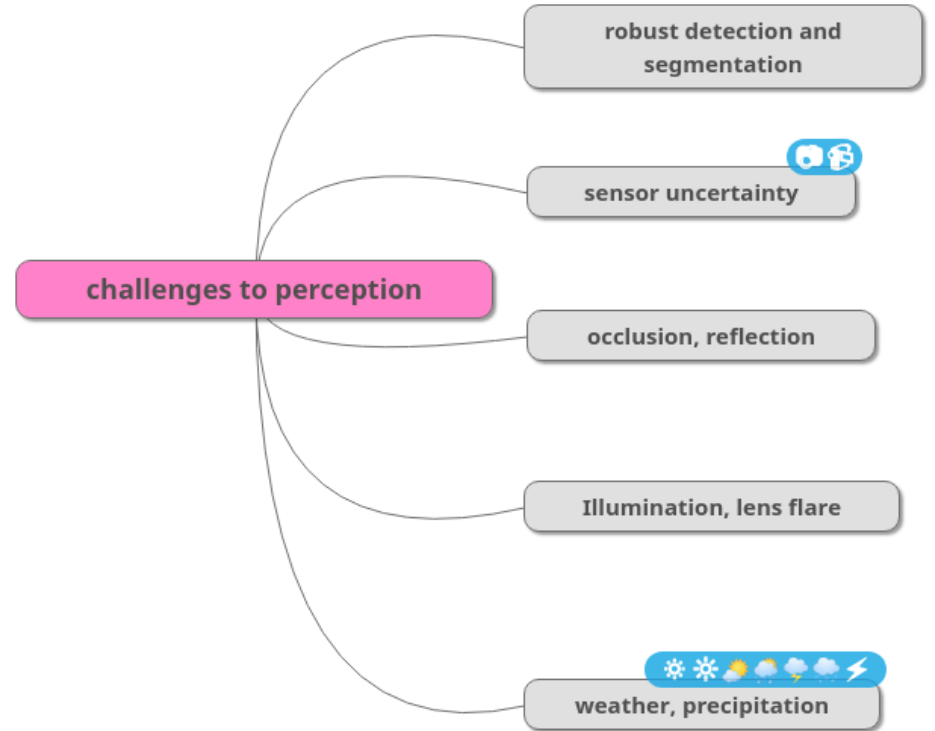 robust detection and
segmentation
sensor uncertainty
challenges to perception
occlusion, reflection
Illumination, lens flare
weather, precipitation